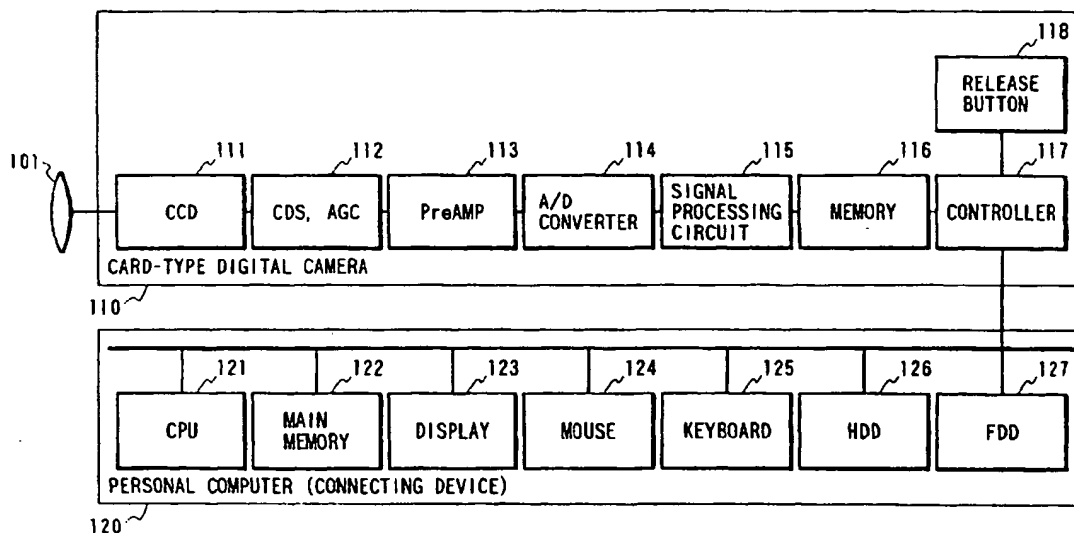 118
RELEASE
BUTTON
101
111
112
113
114
115
116
117
CCD
CDS, AGC
PreAMP
A/D
CONVERTER
SIGNAL
PROCESSING
CIRCUIT
MEMORY
CONTROLLER
CARD-TYPE DIGITAL CAMERA
110
121
122
123
124
125
126
127
CPU
MAIN
MEMORY
DISPLAY
MOUSE
KEYBOARD
HDD
FDD
PERSONAL COMPUTER (CONNECTING DEVICE)
120